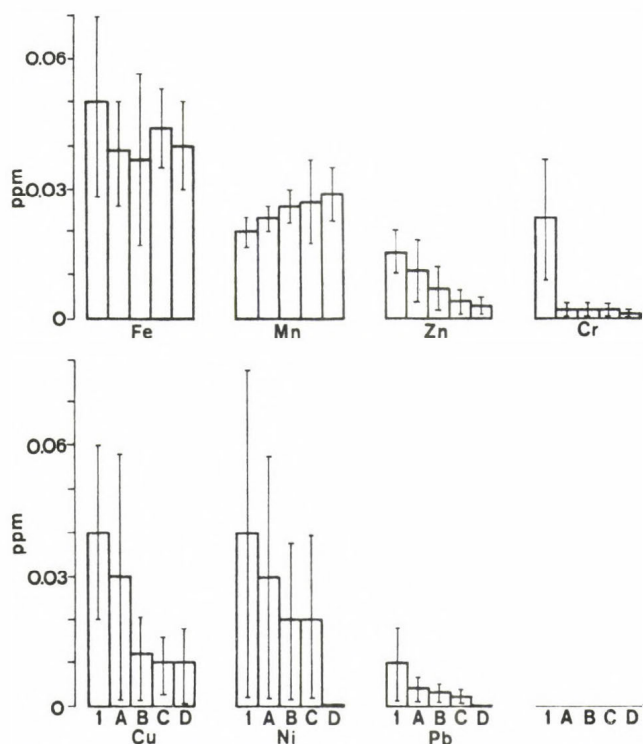 0.06
0.03
0
ppm
Fe Mn Zn Cr
0.06
0.03
0
ppm
1 A B C D 1 A B C D 1 A B C D 1 A B C D
Cu Ni Pb